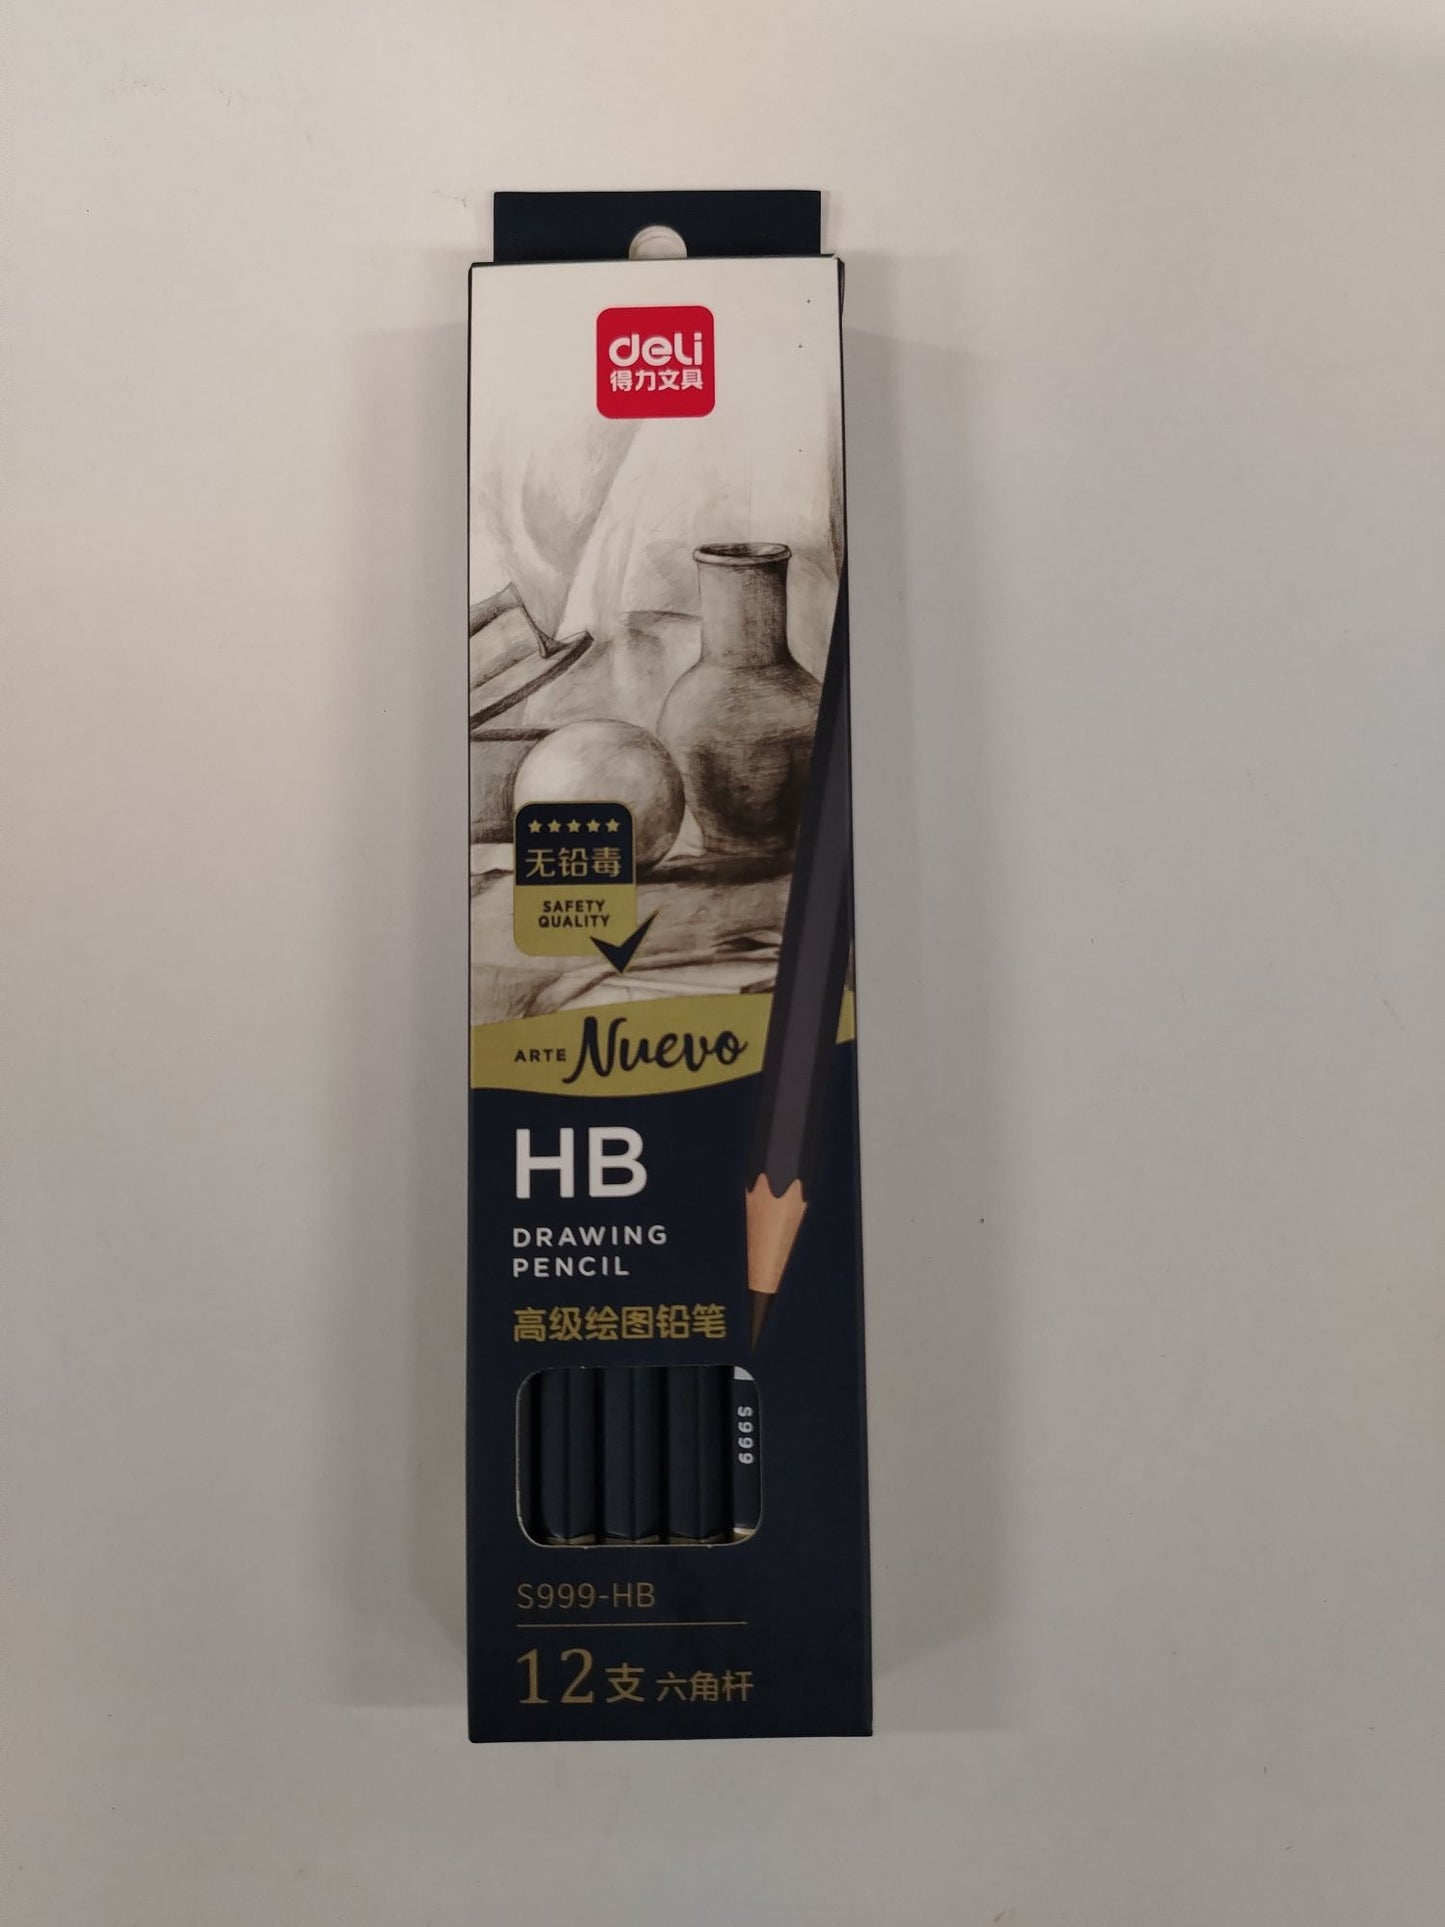 deli
得力文具
无铅毒
SAFETY
QUALITY
ARTE Nuevo
HB
DRAWING
PENCIL
高级绘图铅笔
S999
S999-HB
12支 六角杆